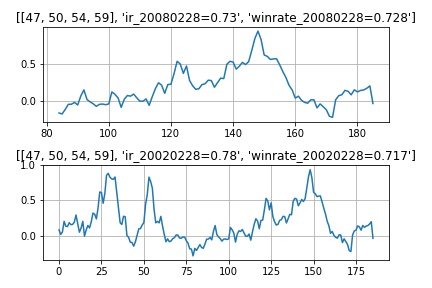 [[47, 50, 54, 59], 'ir_20080228=0.73', 'winrate_20080228=0.728']
0.5
0.0
80 100 120 140 160 180
[[47, 50, 54, 59], 'ir_20020228=0.78', 'winrate_20020228=0.717']
1.0
0.5
0.0
0 25 50 75 100 125 150 175